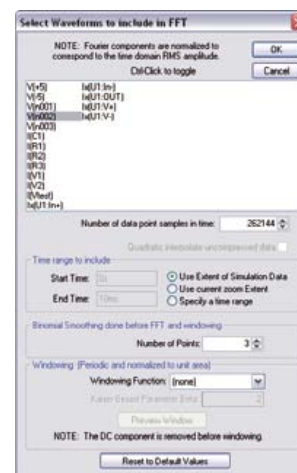 Select Waveforms to include in FFT
NOTE: Fourier components are normalized to
correspond to the time domain RMS amplitude.
OK
Ctrl-Click to toggle
Cancel
V(+5) Ix(U1:In-)
V(-5) Ix(U1:OUT)
V(n001) Ix(U1:V+)
V(n002) Ix(U1:V-)
V(n003)
I(C1)
I(R1)
I(R2)
I(R3)
I(V1)
I(V2)
I(Vtest)
Ix(U1:In+)
Number of data point samples in time: 262144
Quadratic interpolate uncompressed data
Time range to include
Start Time: 0s
Use Extent of Simulation Data
Use current zoom Extent
End Time: 10ms
Specify a time range
Binomial Smoothing done before FFT and windowing
Number of Points: 3
Windowing (Periodic and normalized to unit area)
Windowing Function: (none)
Kaiser-Bessel Parameter Beta: 2
Preview Window
NOTE: The DC component is removed before windowing.
Reset to Default Values